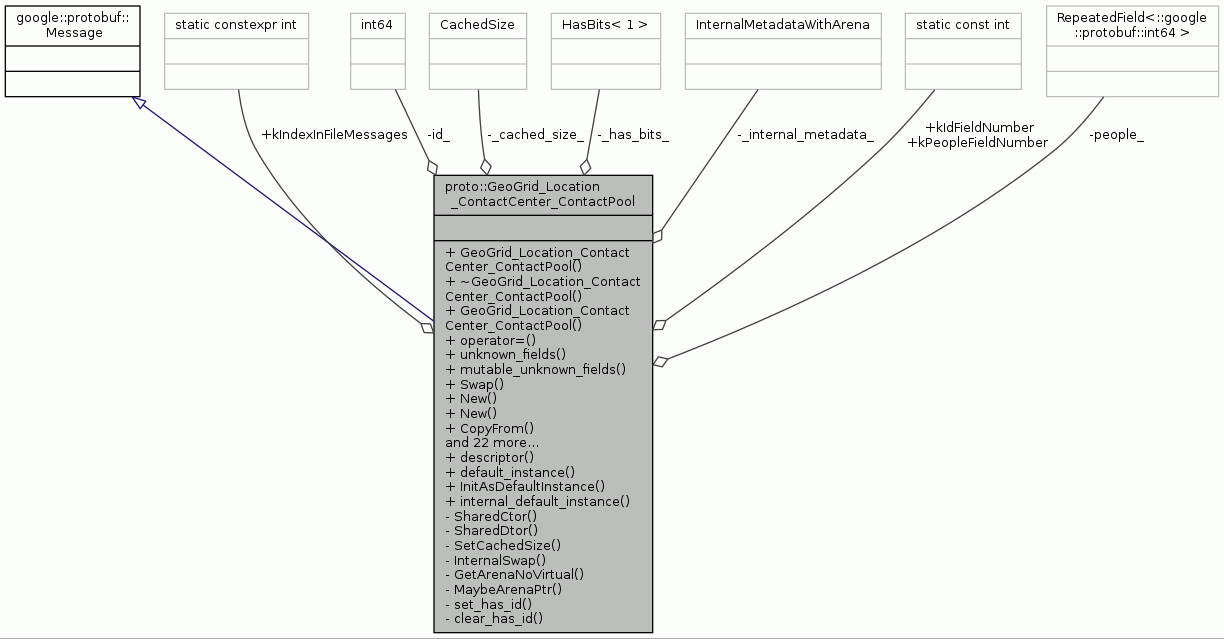 google::protobuf::
Message
static constexpr int
int64
CachedSize
HasBits< 1 >
InternalMetadataWithArena
static const int
RepeatedField<::google
::protobuf::int64 >
+kIndexInFileMessages
-id_
-_cached_size_
-_has_bits_
-_internal_metadata_
+kIdFieldNumber
+kPeopleFieldNumber
-people_
proto::GeoGrid_Location
_ContactCenter_ContactPool
+ GeoGrid_Location_Contact
Center_ContactPool()
+ ~GeoGrid_Location_Contact
Center_ContactPool()
+ GeoGrid_Location_Contact
Center_ContactPool()
+ operator=()
+ unknown_fields()
+ mutable_unknown_fields()
+ Swap()
+ New()
+ New()
+ CopyFrom()
and 22 more...
+ descriptor()
+ default_instance()
+ InitAsDefaultInstance()
+ internal_default_instance()
- SharedCtor()
- SharedDtor()
- SetCachedSize()
- InternalSwap()
- GetArenaNoVirtual()
- MaybeArenaPtr()
- set_has_id()
- clear_has_id()